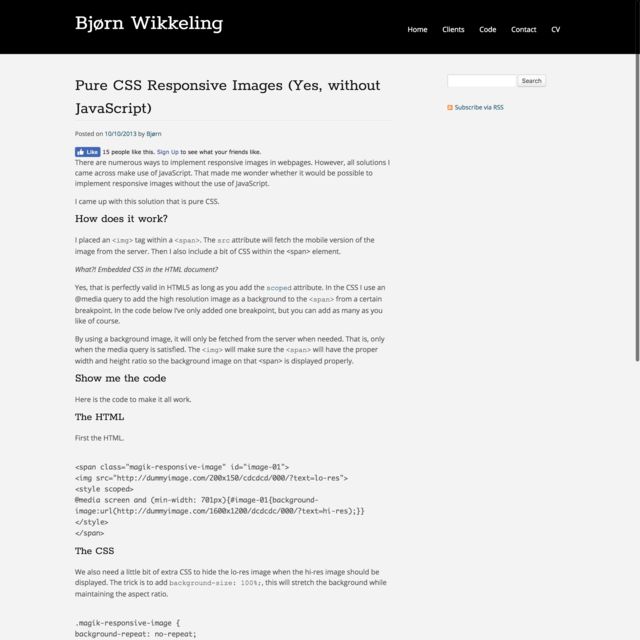 Bjørn Wikkeling
Home Clients Code Contact CV
Pure CSS Responsive Images (Yes, without
JavaScript)
Search
Subscribe via RSS
Posted on 10/10/2013 by Bjørn
Like 15 people like this. Sign Up to see what your friends like.
There are numerous ways to implement responsive images in webpages. However, all solutions I
came across make use of JavaScript. That made me wonder whether it would be possible to
implement responsive images without the use of JavaScript.
I came up with this solution that is pure CSS.
How does it work?
I placed an <img> tag within a <span>. The src attribute will fetch the mobile version of the
image from the server. Then I also include a bit of CSS within the <span> element.
What?! Embedded CSS in the HTML document?
Yes, that is perfectly valid in HTML5 as long as you add the scoped attribute. In the CSS I use an
@media query to add the high resolution image as a background to the <span> from a certain
breakpoint. In the code below I've only added one breakpoint, but you can add as many as you
like of course.
By using a background image, it will only be fetched from the server when needed. That is, only
when the media query is satisfied. The <img> will make sure the <span> will have the proper
width and height ratio so the background image on that <span> is displayed properly.
Show me the code
Here is the code to make it all work.
The HTML
First the HTML.
<span class="magik-responsive-image" id="image-01">
<img src="http://dummyimage.com/200x150/cdcdcd/000/?text=lo-res">
<style scoped>
@media screen and (min-width: 701px){#image-01{background-
image:url(http://dummyimage.com/1600x1200/dcdcdc/000/?text=hi-res);}}
</style>
</span>
The CSS
We also need a little bit of extra CSS to hide the lo-res image when the hi-res image should be
displayed. The trick is to add background-size: 100%;, this will stretch the background while
maintaining the aspect ratio.
.magik-responsive-image {
background-repeat: no-repeat;